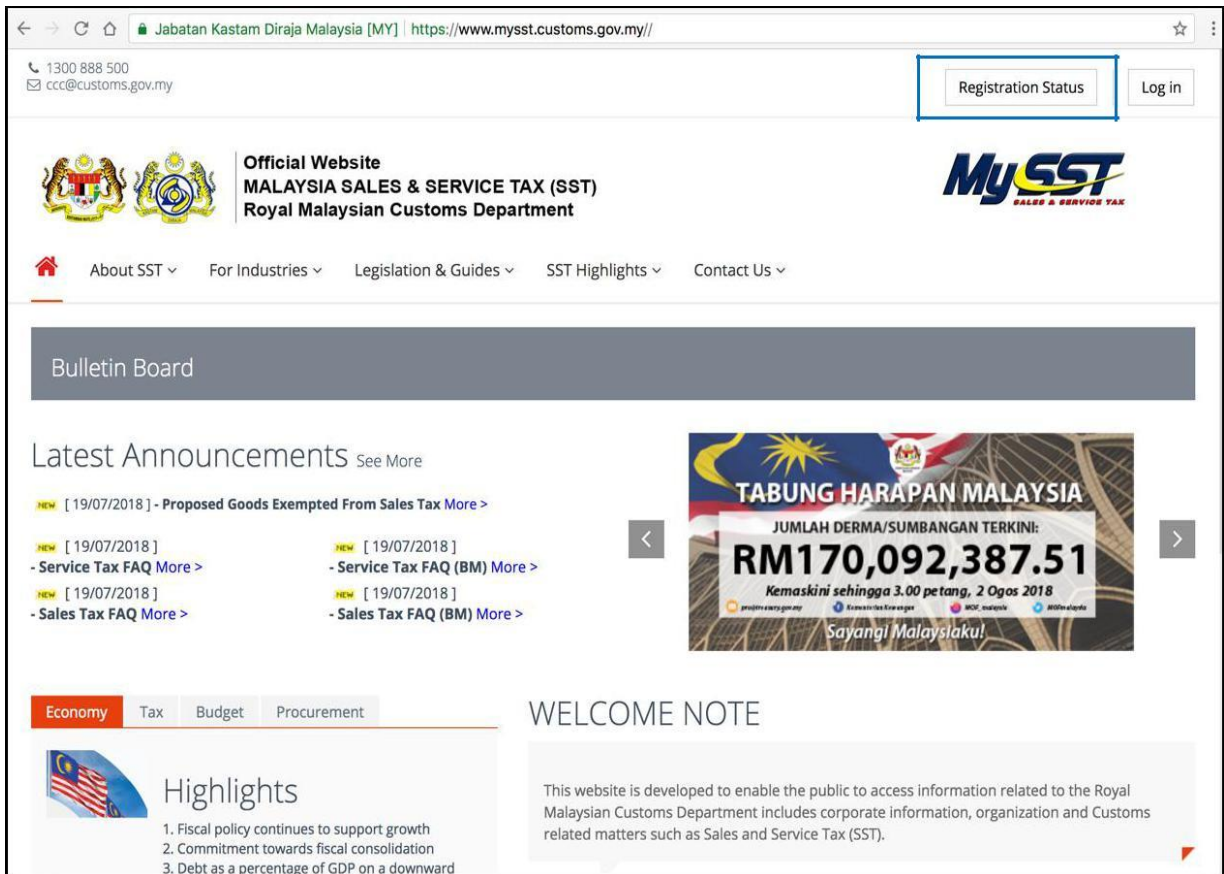 Jabatan Kastam Diraja Malaysia [MY] https://www.mysst.customs.gov.my//
1300 888 500
ccc@customs.gov.my
Registration Status
Log in
Official Website
MALAYSIA SALES & SERVICE TAX (SST)
Royal Malaysian Customs Department
MySST
SALES & SERVICE TAX
About SST
For Industries
Legislation & Guides
SST Highlights
Contact Us
Bulletin Board
Latest Announcements See More
NEW [ 19/07/2018 ] - Proposed Goods Exempted From Sales Tax More >
NEW [ 19/07/2018 ]
- Service Tax FAQ More >
NEW [ 19/07/2018 ]
- Service Tax FAQ (BM) More >
NEW [ 19/07/2018 ]
- Sales Tax FAQ More >
NEW [ 19/07/2018 ]
- Sales Tax FAQ (BM) More >
TABUNG HARAPAN MALAYSIA
JUMLAH DERMA/SUMBANGAN TERKINI:
RM170,092,387.51
Kemaskini sehingga 3.00 petang, 2 Ogos 2018
Kementerian Kewangan
MOF_malaysia
MOFmalaysia
Sayangi Malaysiaku!
Economy
Tax
Budget
Procurement
Highlights
1. Fiscal policy continues to support growth
2. Commitment towards fiscal consolidation
3. Debt as a percentage of GDP on a downward
WELCOME NOTE
This website is developed to enable the public to access information related to the Royal
Malaysian Customs Department includes corporate information, organization and Customs
related matters such as Sales and Service Tax (SST).